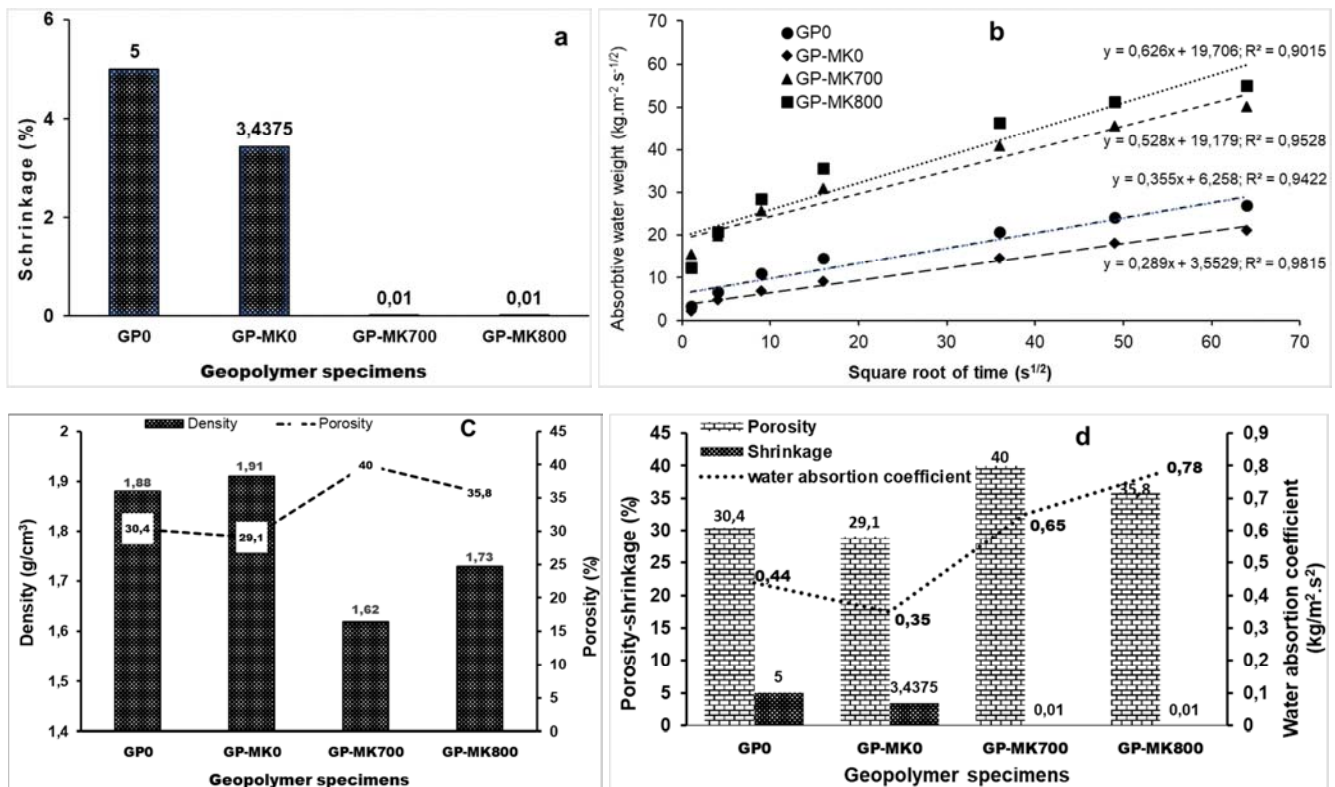 a
6
4
2
0
Schrinkage (%)
5
3,4375
0,01
0,01
GP0
GP-MK0
GP-MK700
GP-MK800
Geopolymer specimens
b
70
60
50
40
30
20
10
0
Absorbtive water weight (kg.m-2.s-1/2)
GP0
GP-MK0
GP-MK700
GP-MK800
y = 0,626x + 19,706; R² = 0,9015
y = 0,528x + 19,179; R² = 0,9528
y = 0,355x + 6,258; R² = 0,9422
y = 0,289x + 3,5529; R² = 0,9815
0
10
20
30
40
50
60
70
Square root of time (s1/2)
C
Density
Porosity
2
1,9
1,8
1,7
1,6
1,5
1,4
Density (g/cm3)
1,88
1,91
1,62
1,73
30,4
29,1
40
35,8
45
40
35
30
25
20
15
10
5
0
Porosity (%)
GP0
GP-MK0
GP-MK700
GP-MK800
Geopolymer specimens
d
Porosity
Shrinkage
water absortion coefficient
45
40
35
30
25
20
15
10
5
0
Porosity-shrinkage (%)
30,4
29,1
40
35,8
0,44
0,35
0,65
0,78
5
3,4375
0,01
0,01
0,9
0,8
0,7
0,6
0,5
0,4
0,3
0,2
0,1
0
Water absortion coefficient
(kg/m2.s2)
GP0
GP-MK0
GP-MK700
GP-MK800
Geopolymer specimens